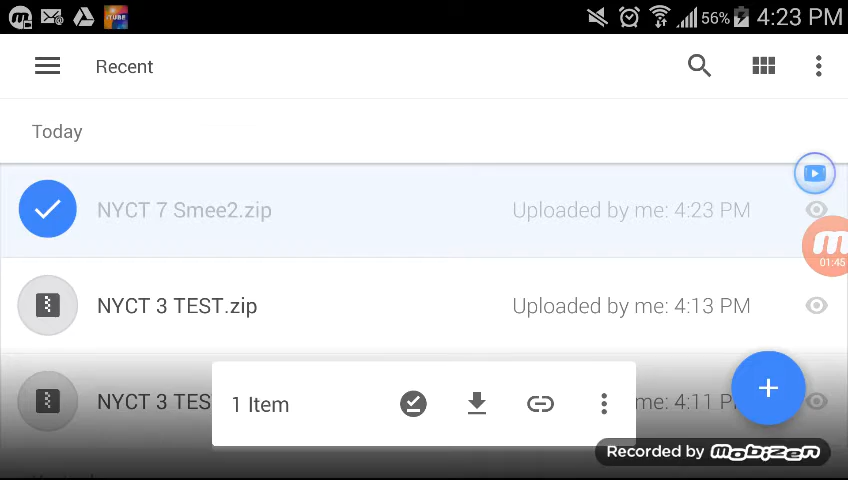 iTUBE
56%
4:23 PM
Recent
Today
NYCT 7 Smee2.zip
Uploaded by me: 4:23 PM
m
01:45
NYCT 3 TEST.zip
Uploaded by me: 4:13 PM
NYCT 3 TES
me: 4:11 P
1 Item
Recorded by mobizen